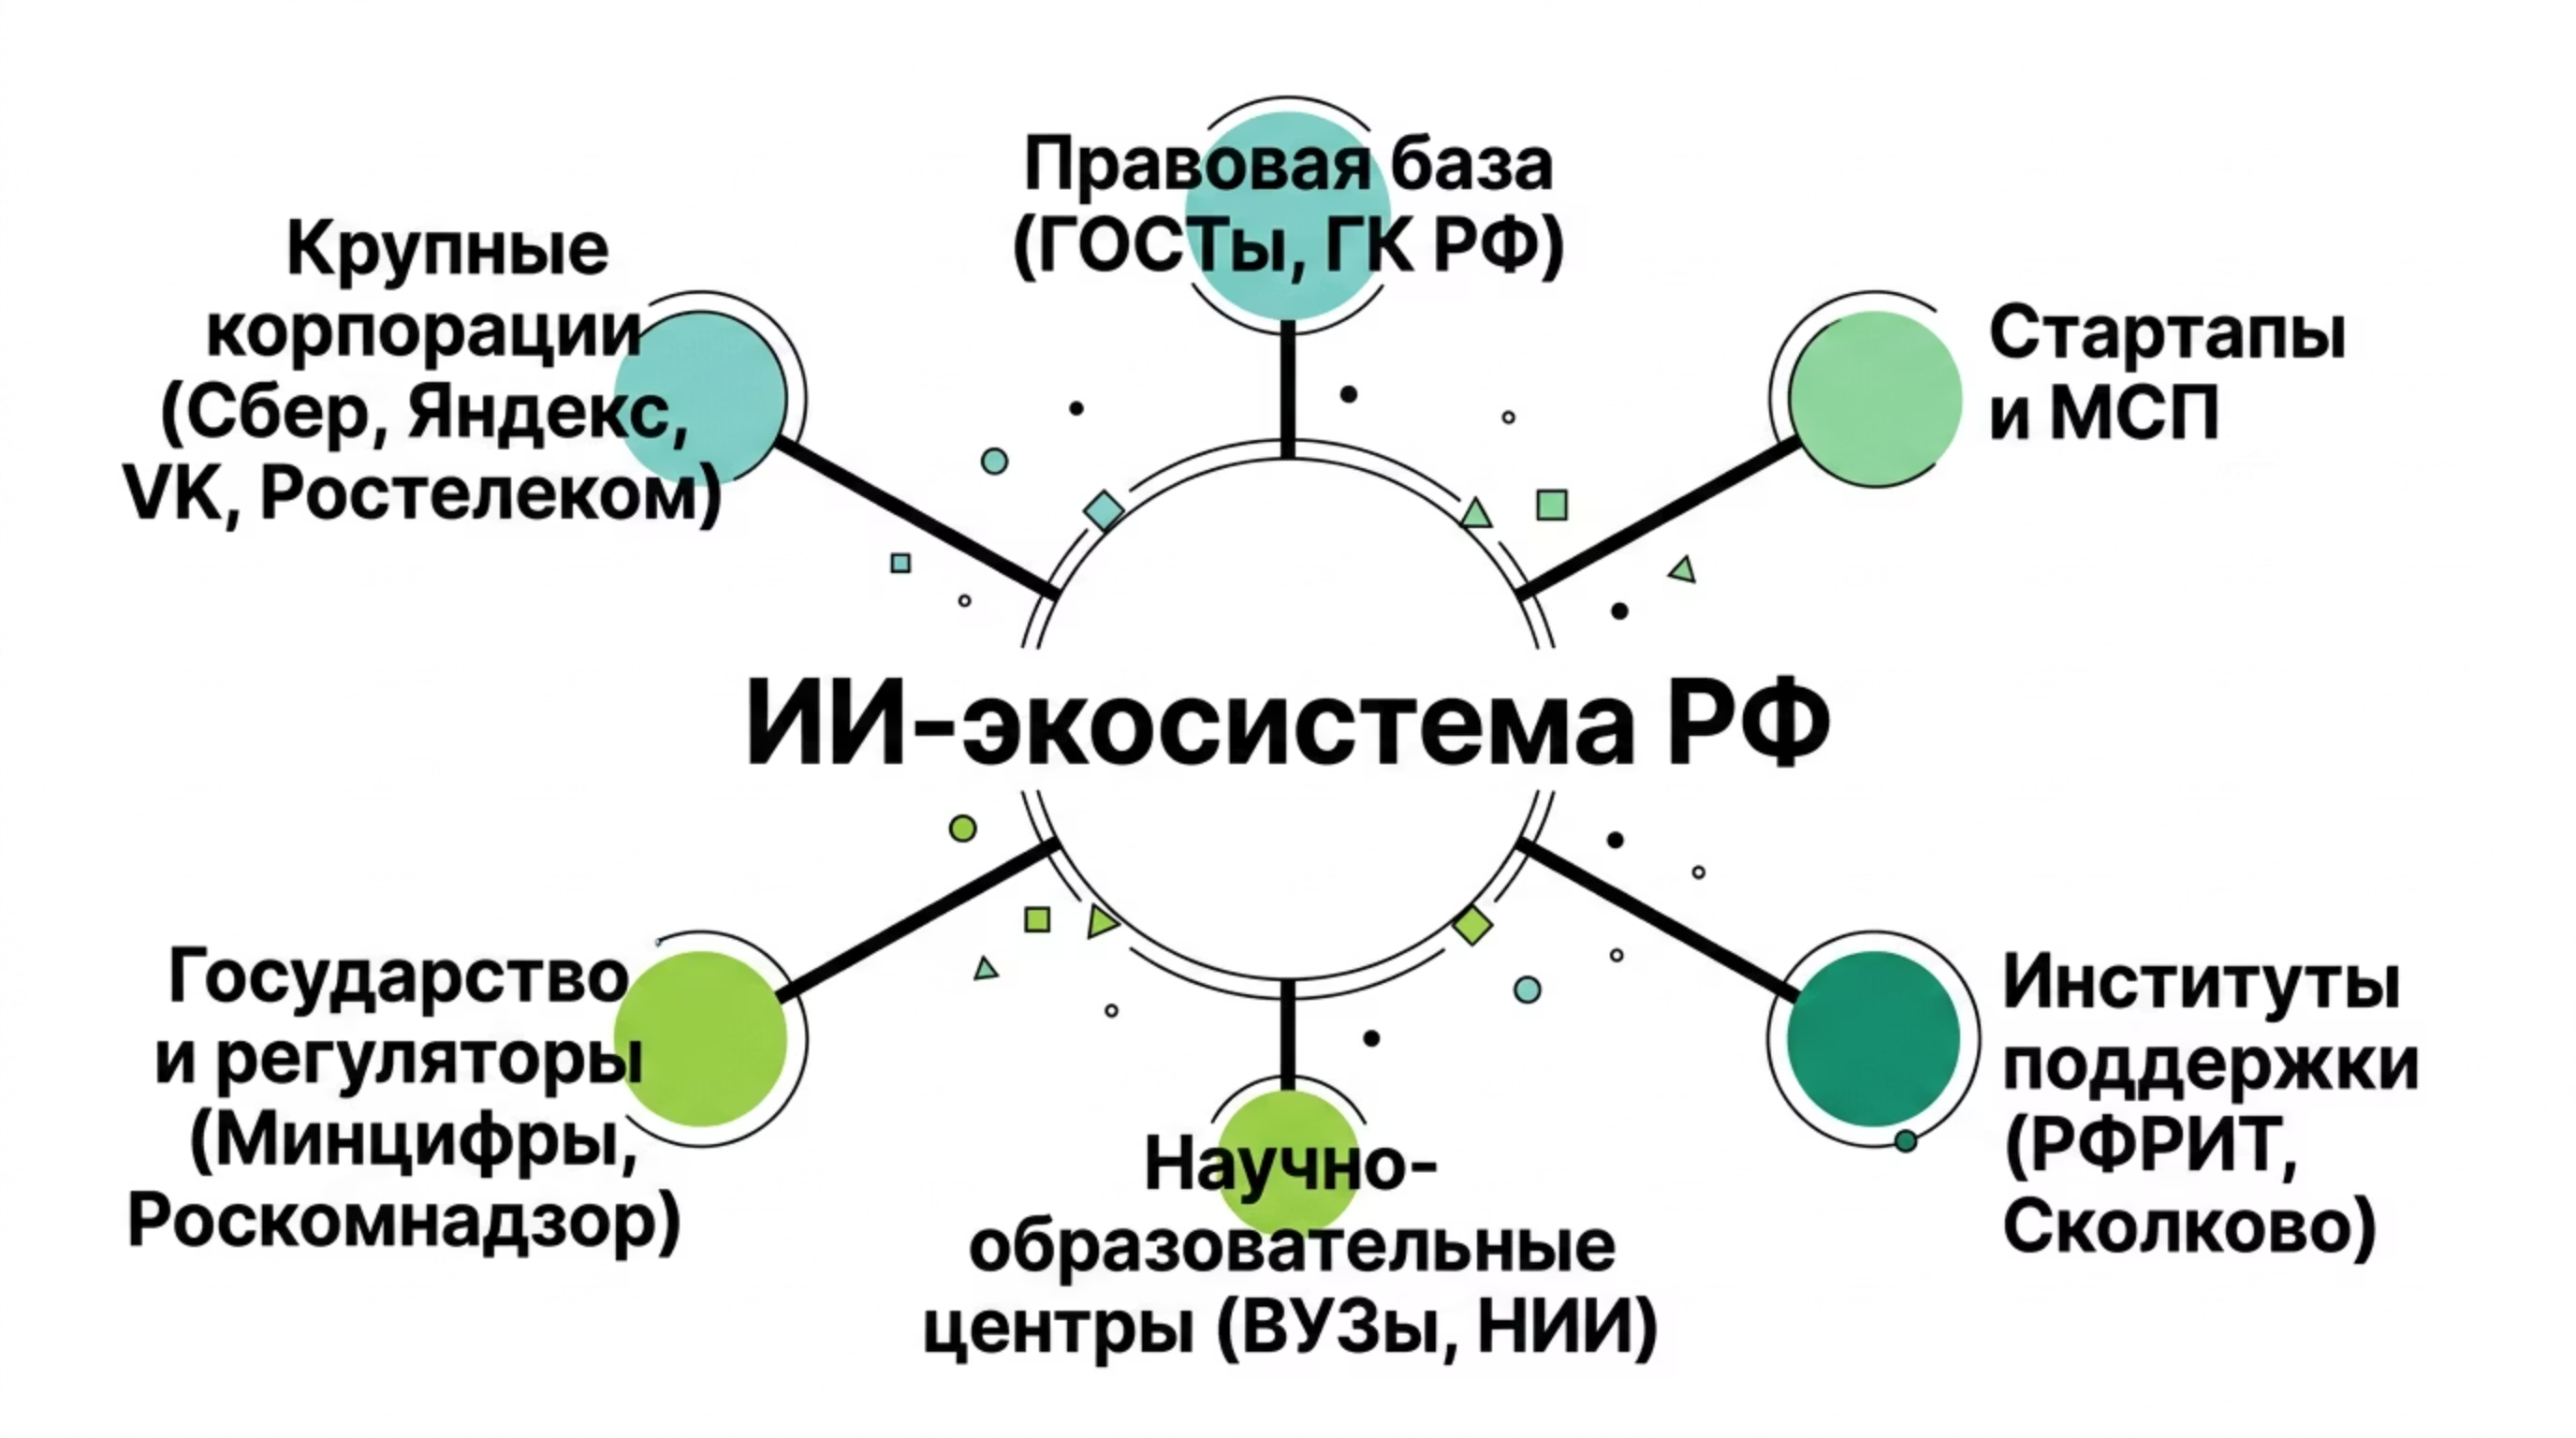 Правовая база
(ГОСТы, ГК РФ)
Крупные
корпорации
(Сбер, Яндекс,
VK, Ростелеком)
Стартапы
и МСП
ИИ-экосистема РФ
Государство
и регуляторы
(Минцифры,
Роскомнадзор)
Научно-
образовательные
центры (ВУЗы, НИИ)
Институты
поддержки
(РФРИТ,
Сколково)